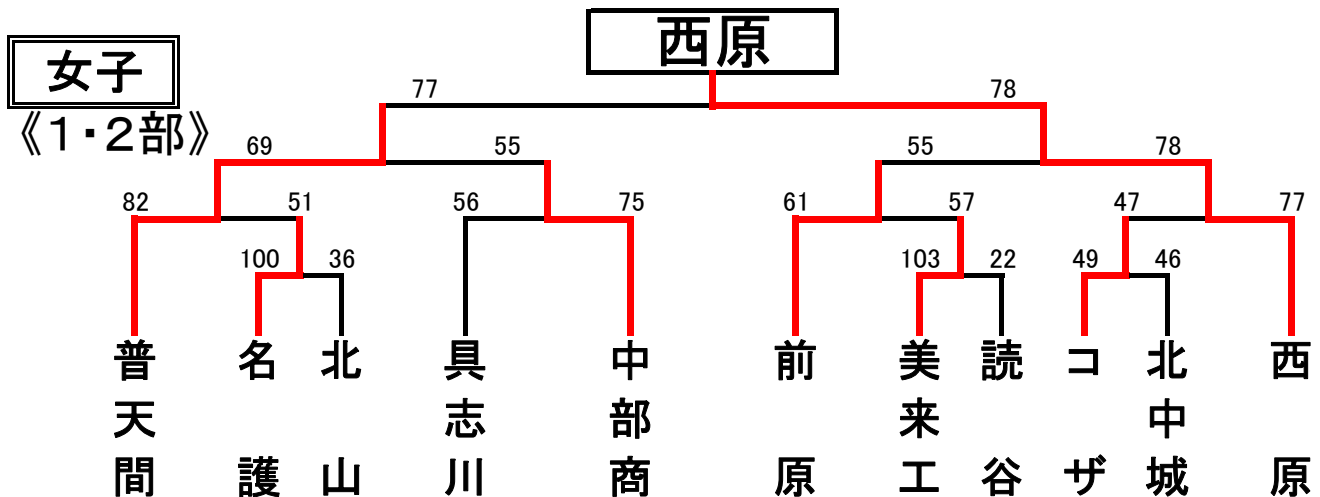 西原
女子
《1・2部》
77 78
69 55 55 78
82 51 56 75 61 57 47 77
100 36 103 22 49 46
普天間
名護
北山
具志川
中部商
前原
美来工
読谷
コザ
北中城
西原